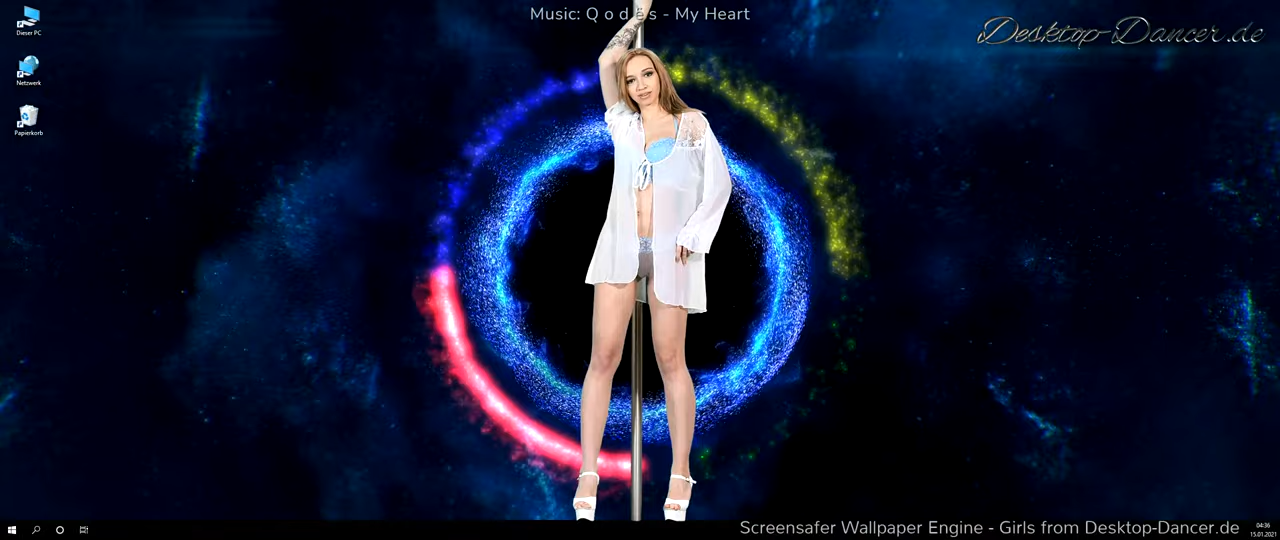 Music: Q o d ë s - My Heart
Desktop-Dancer.de
Dieser PC
Netzwerk
Papierkorb
Screensafer Wallpaper Engine - Girls from Desktop-Dancer.de
04:36
15.01.2021